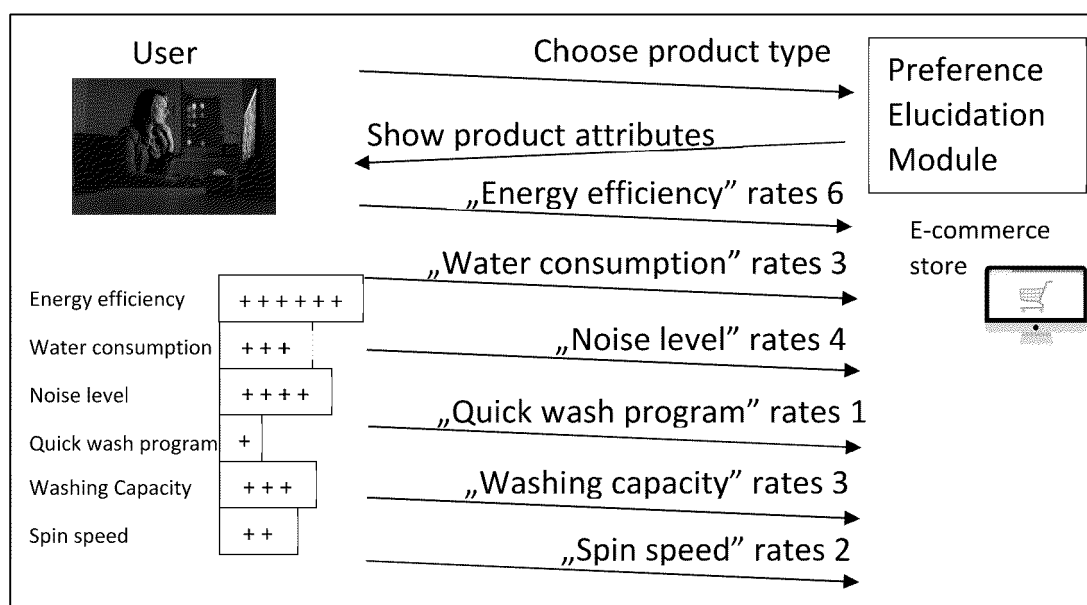 User
Choose product type
Preference
Elucidation
Module
Show product attributes
„Energy efficiency” rates 6
E-commerce
store
„Water consumption” rates 3
Energy efficiency
+ + + + + +
Water consumption
+ + +
„Noise level” rates 4
Noise level
+ + + +
„Quick wash program” rates 1
Quick wash program
+
„Washing capacity” rates 3
Washing Capacity
+ + +
Spin speed
+ +
„Spin speed” rates 2